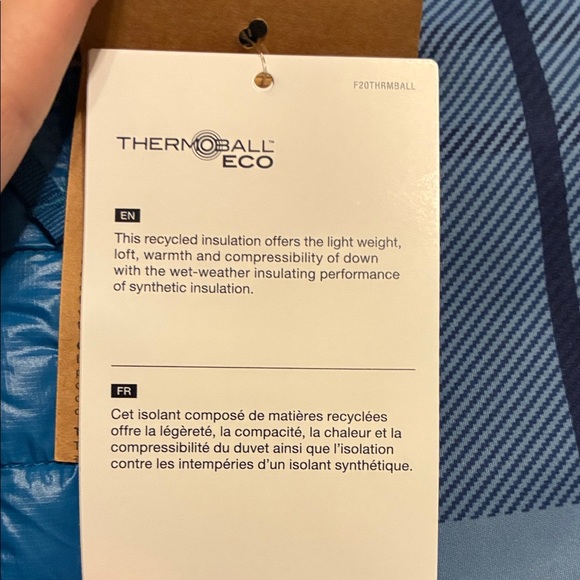 F20THRMBALL
THERMOBALL™
ECO
EN
This recycled insulation offers the light weight,
loft, warmth and compressibility of down
with the wet-weather insulating performance
of synthetic insulation.
FR
Cet isolant composé de matières recyclées
offre la légèreté, la compacité, la chaleur et la
compressibilité du duvet ainsi que l'isolation
contre les intempéries d'un isolant synthétique.